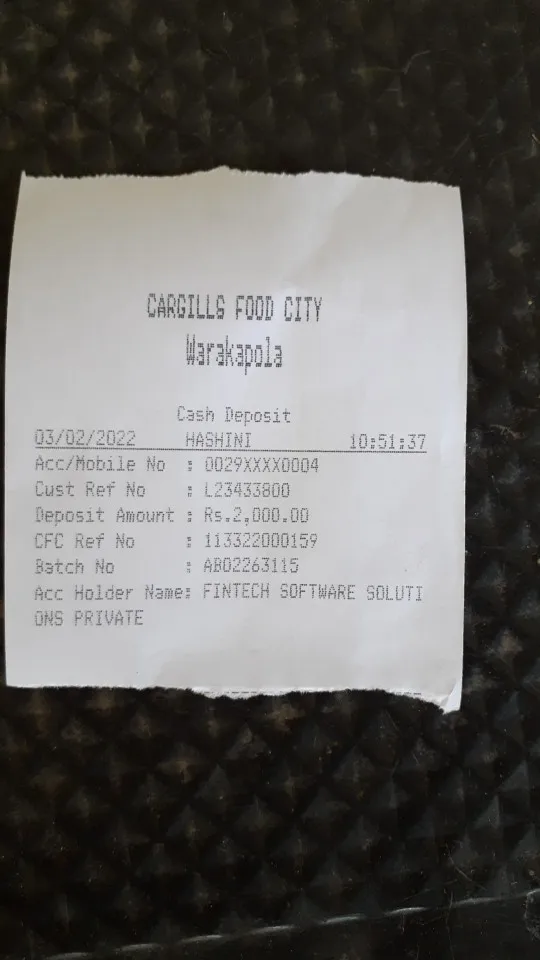 CARGILLS FOOD CITY
Warakapola
Cash Deposit
03/02/2022 HASHINI 10:51:37
Acc/Mobile No : 0029XXXX0004
Cust Ref No : L23433800
Deposit Amount : Rs.2,000.00
CFC Ref No : 113322000159
Batch No : AB02263115
Acc Holder Name: FINTECH SOFTWARE SOLUTI
ONS PRIVATE